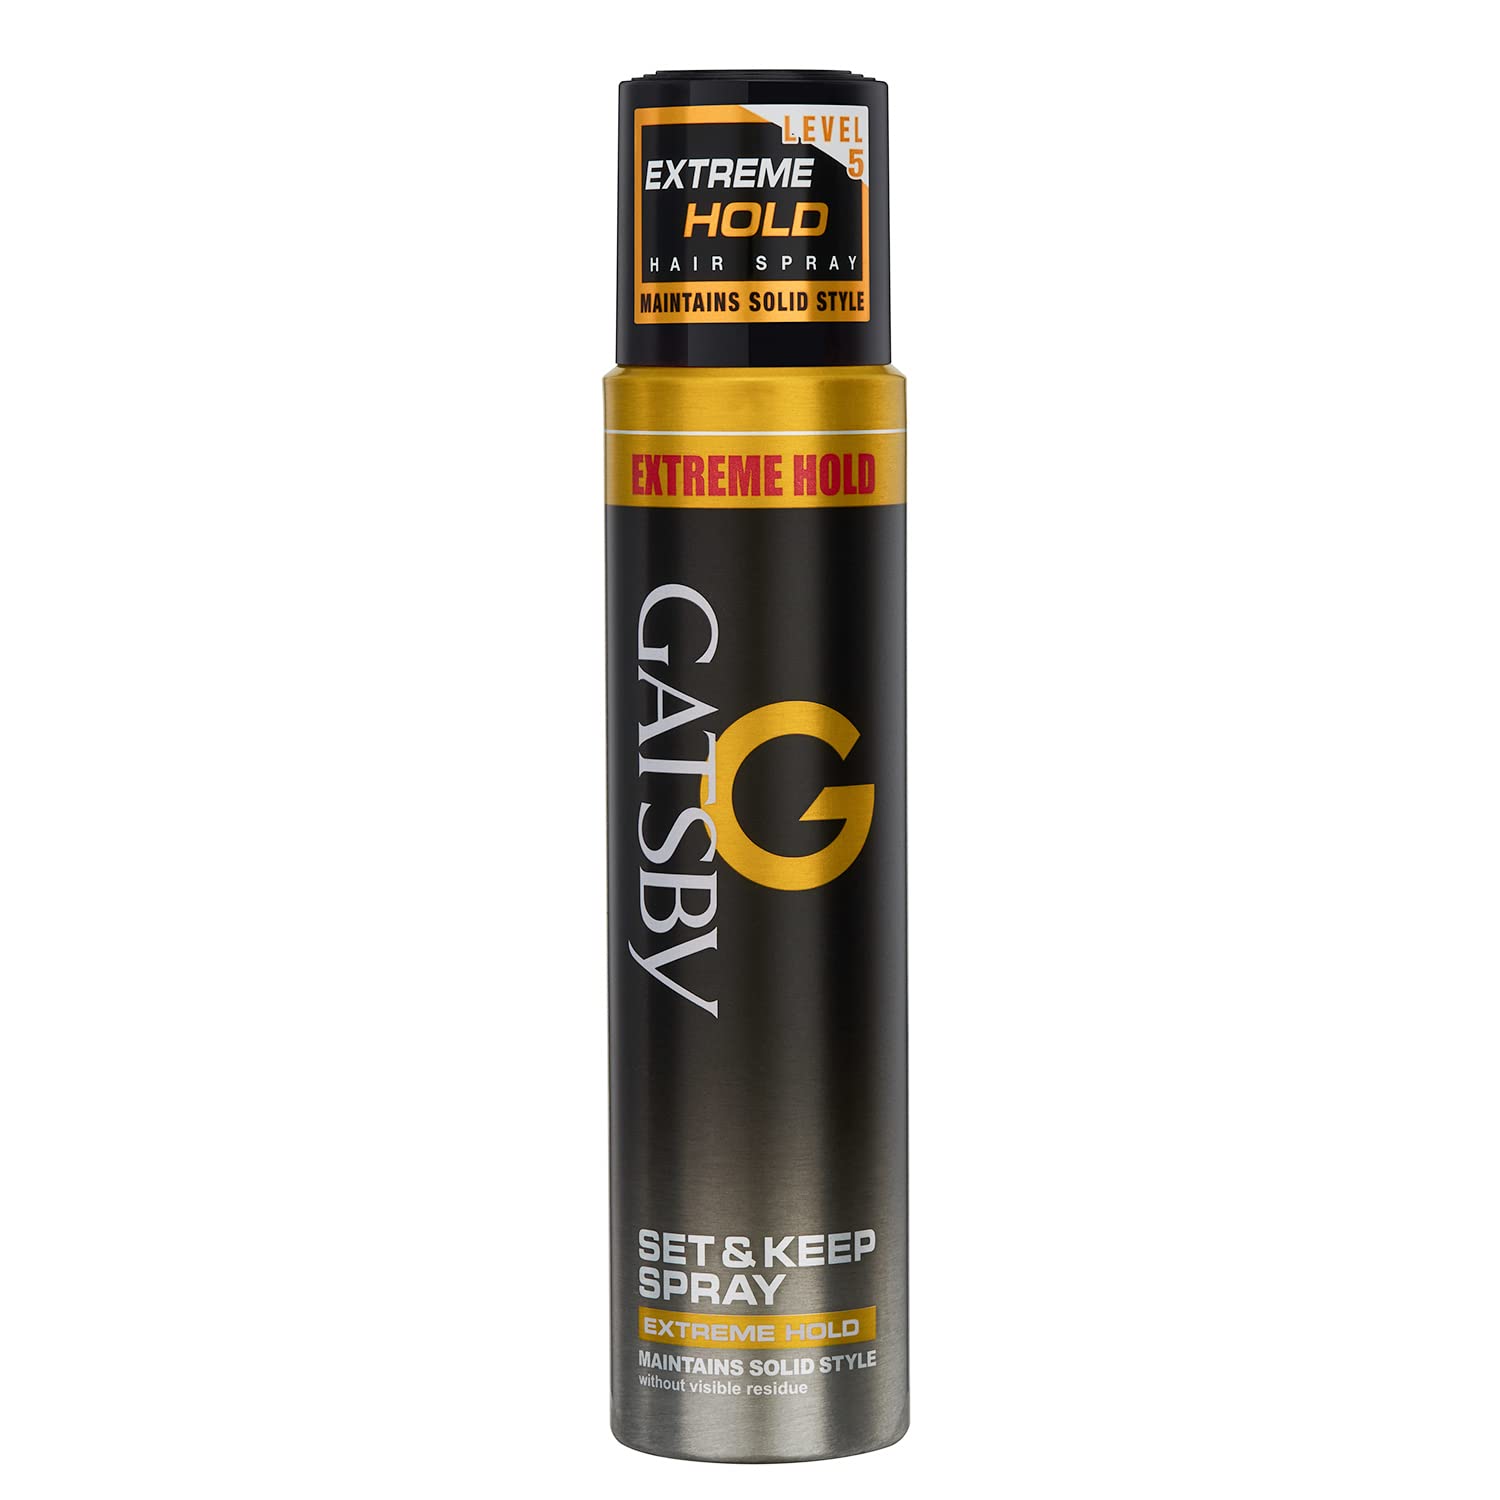 LEVEL
5
EXTREME
HOLD
HAIR SPRAY
MAINTAINS SOLID STYLE
EXTREME HOLD
GATSBY
G
SET & KEEP
SPRAY
EXTREME HOLD
MAINTAINS SOLID STYLE
without visible residue